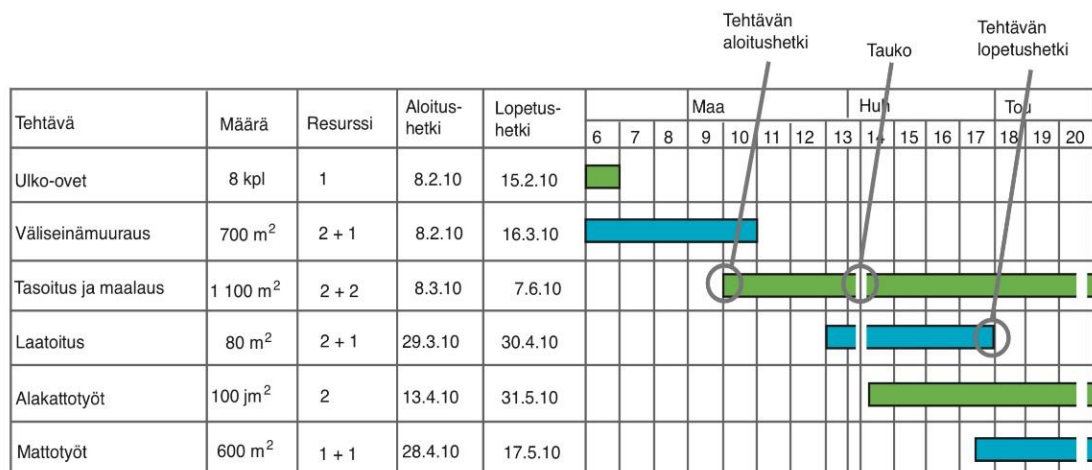 Tehtävän
aloitushetki
Tauko
Tehtävän
lopetushetki
Tehtävä Määrä Resurssi Aloitus-
hetki Lopetus-
hetki Maa Huh Tou
6 7 8 9 10 11 12 13 14 15 16 17 18 19 20
Ulko-ovet 8 kpl 1 8.2.10 15.2.10
Väliseinämuuraus 700 m² 2 + 1 8.2.10 16.3.10
Tasoitus ja maalaus 1 100 m² 2 + 2 8.3.10 7.6.10
Laatoitus 80 m² 2 + 1 29.3.10 30.4.10
Alakattotyöt 100 jm² 2 13.4.10 31.5.10
Mattotyöt 600 m² 1 + 1 28.4.10 17.5.10